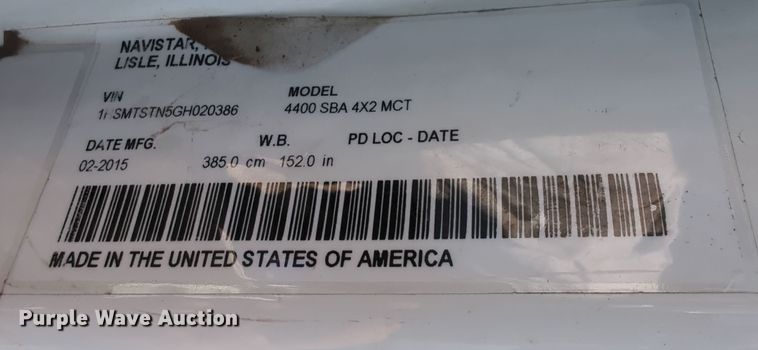 NAVISTAR,
LISLE, ILLINOIS
VIN MODEL
1HSMTSTN5GH020386 4400 SBA 4X2 MCT
DATE MFG. W.B. PD LOC - DATE
02-2015 385.0 cm 152.0 in
MADE IN THE UNITED STATES OF AMERICA
Purple Wave Auction